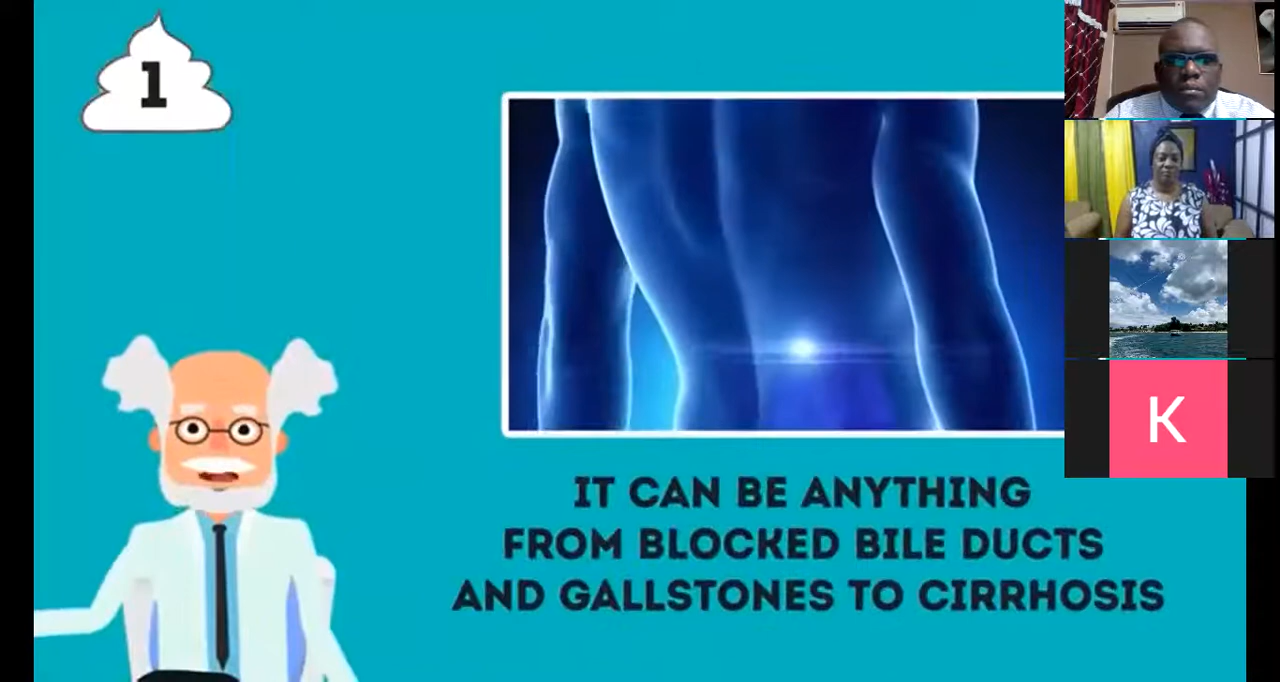 1
IT CAN BE ANYTHING
FROM BLOCKED BILE DUCTS
AND GALLSTONES TO CIRRHOSIS
K